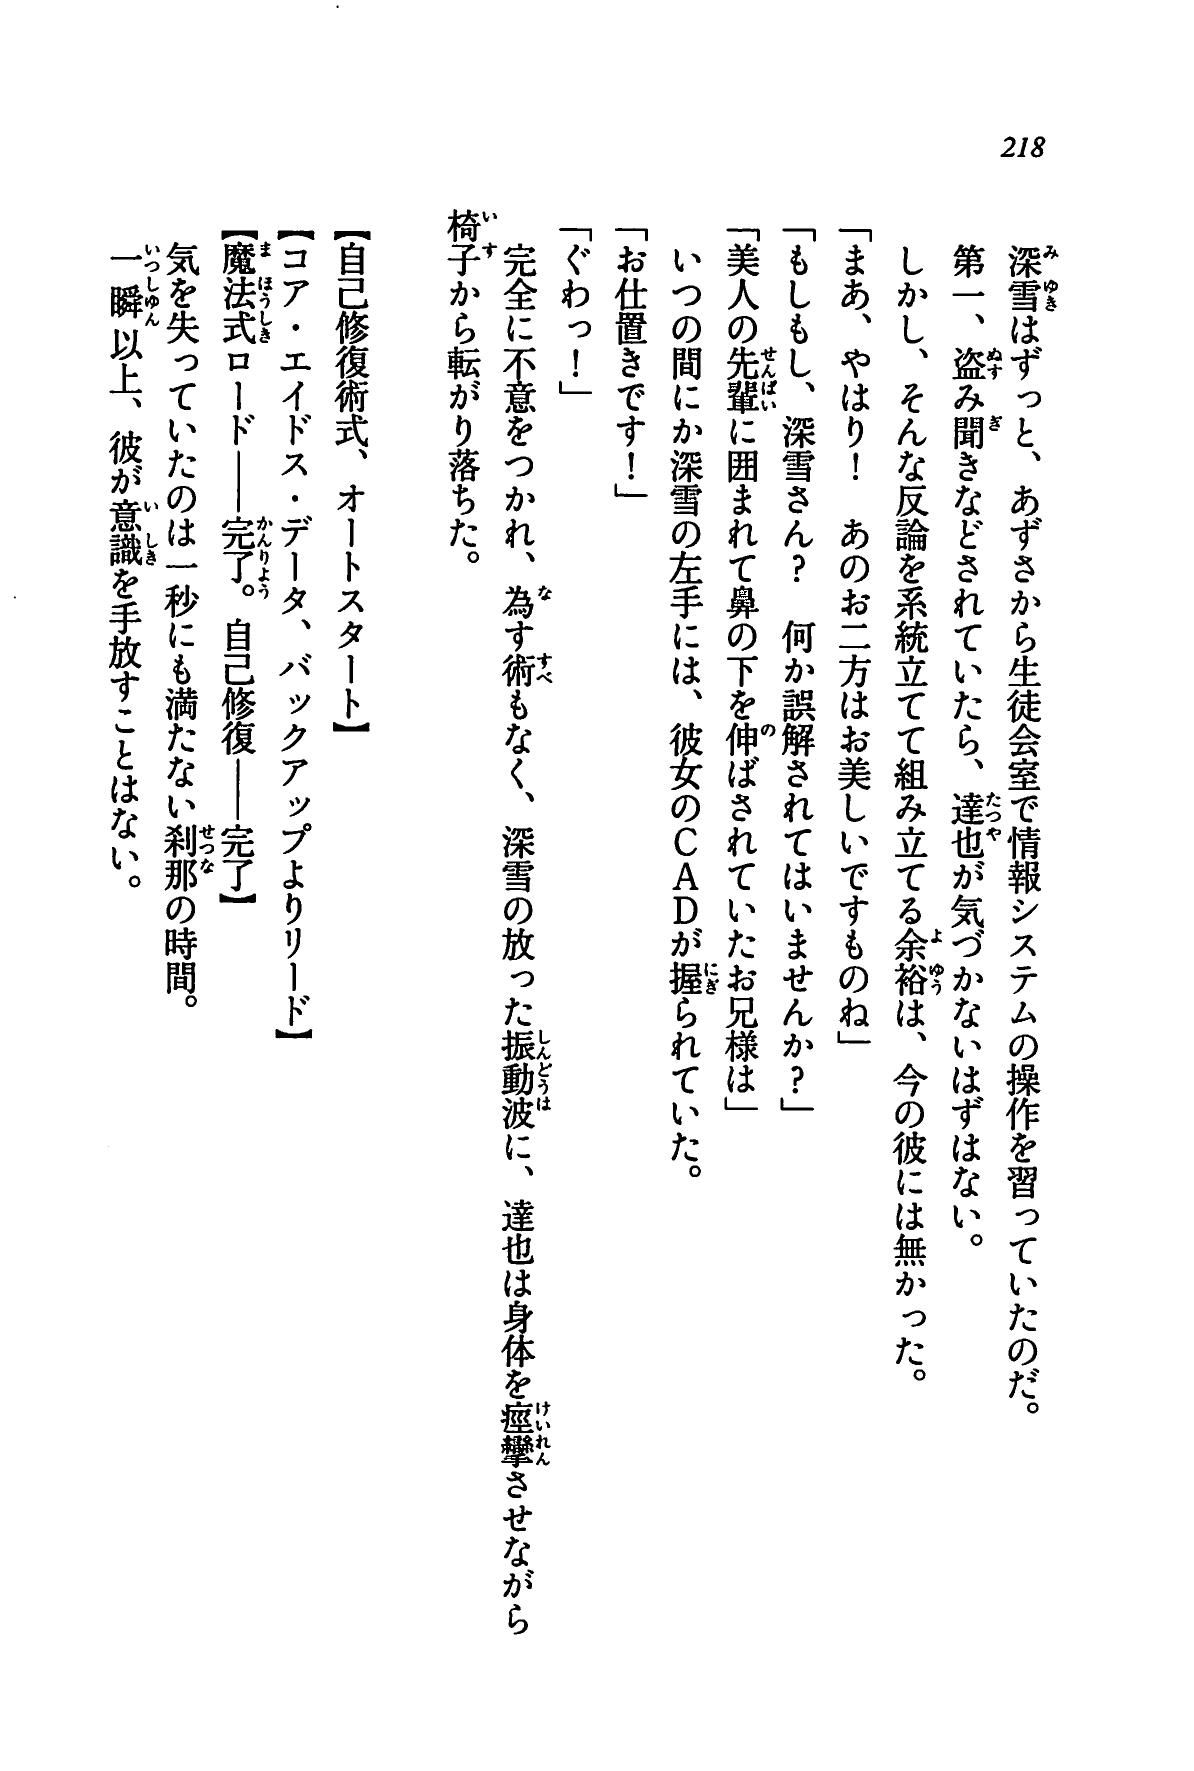 218
深雪はずっと、あずさから生徒会室で情報システムの操作を習っていたのだ。
第一、盗み聞きなどされていたら、達也が気づかないはずはない。
しかし、そんな反論を系統立てて組み立てる余裕は、今の彼には無かった。
「まあ、やはり！　あのお二方はお美しいですものね」
「もしもし、深雪さん？　何か誤解されてはいませんか？」
「美人の先輩に囲まれて鼻の下を伸ばされていたお兄様は」
いつの間にか深雪の左手には、彼女のＣＡＤが握られていた。
「お仕置きです！」
「ぐわっ！」
完全に不意をつかれ、為す術もなく、深雪の放った振動波に、達也は身体を痙攣させながら
椅子から転がり落ちた。
【自己修復術式、オートスタート】
【コア・エイドス・データ、バックアップよりリード】
【魔法式ロード――完了。自己修復――完了】
気を失っていたのは一秒にも満たない刹那の時間。
一瞬以上、彼が意識を手放すことはない。